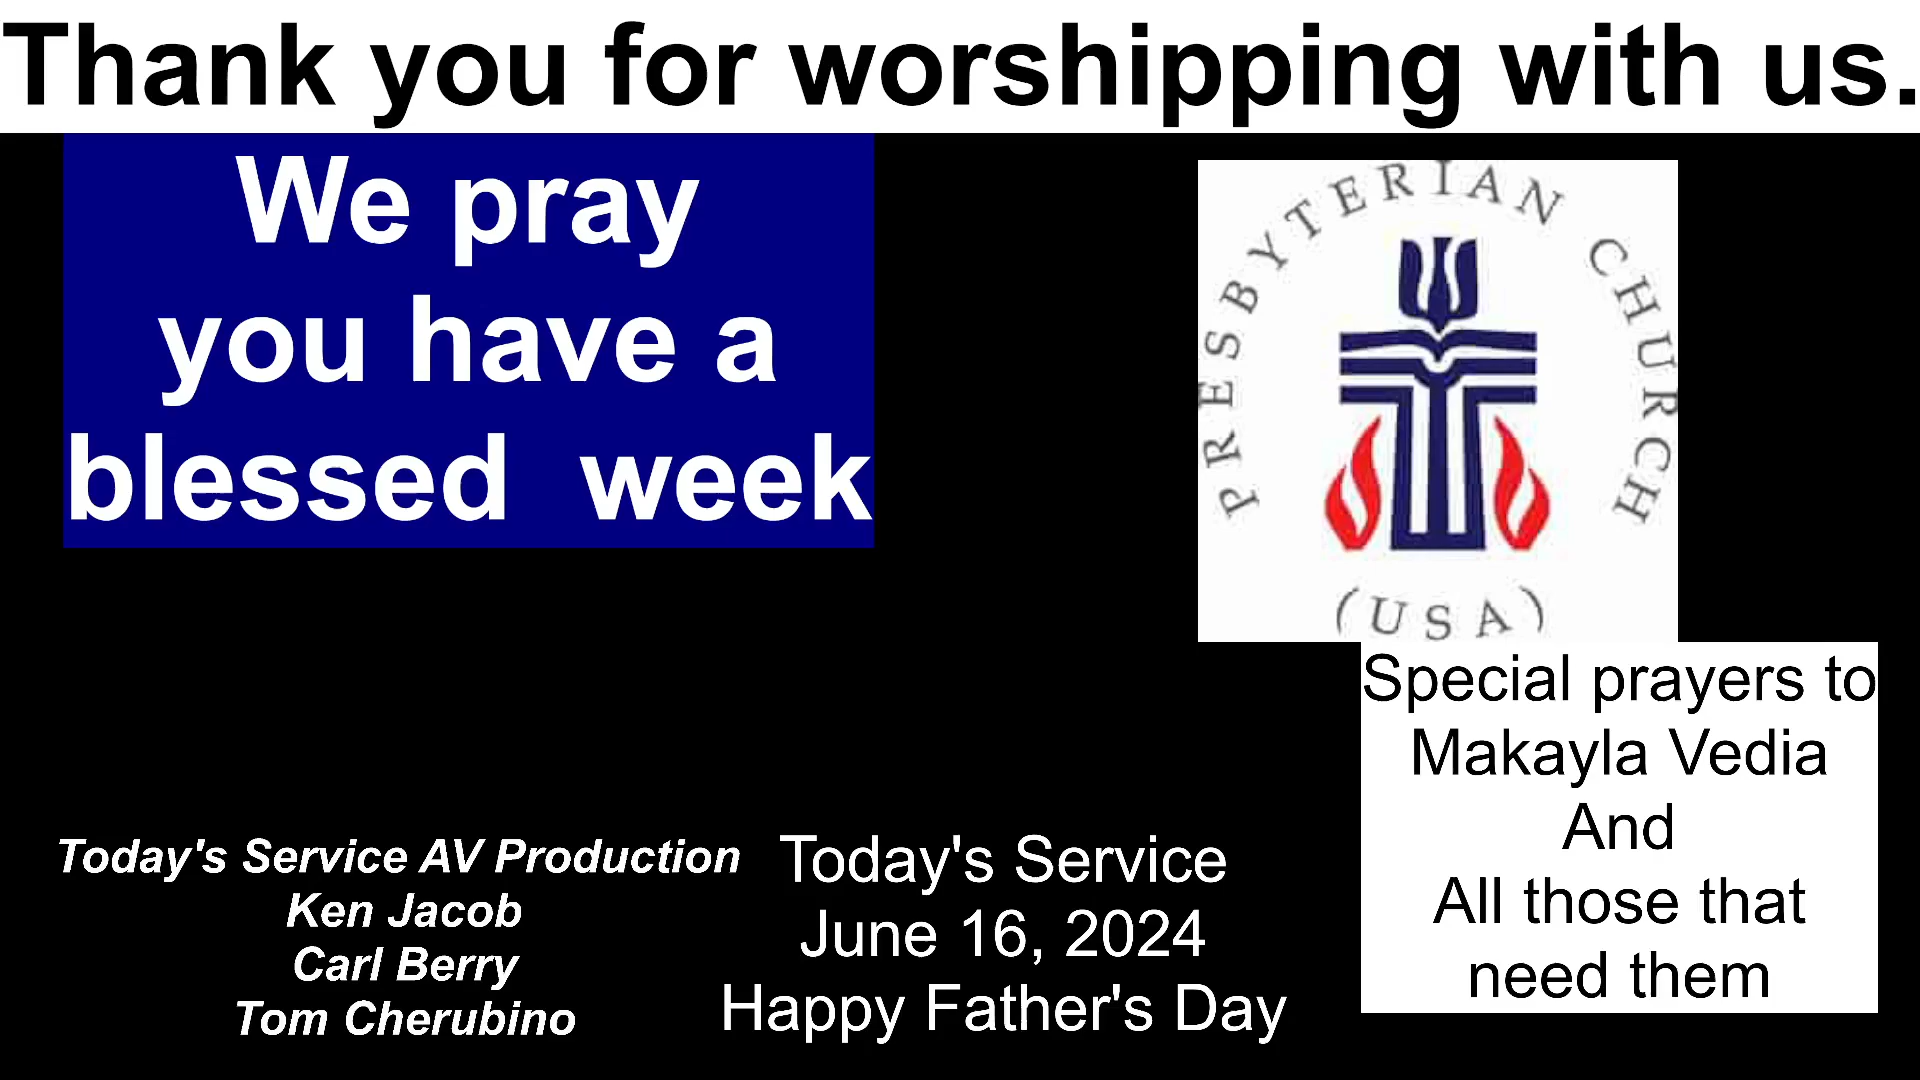 Thank you for worshipping with us.
We pray
you have a
blessed  week
PRESBYTERIAN CHURCH
(USA)
Special prayers to
Makayla Vedia
And
All those that
need them
Today's Service AV Production
Ken Jacob
Carl Berry
Tom Cherubino
Today's Service
June 16, 2024
Happy Father's Day